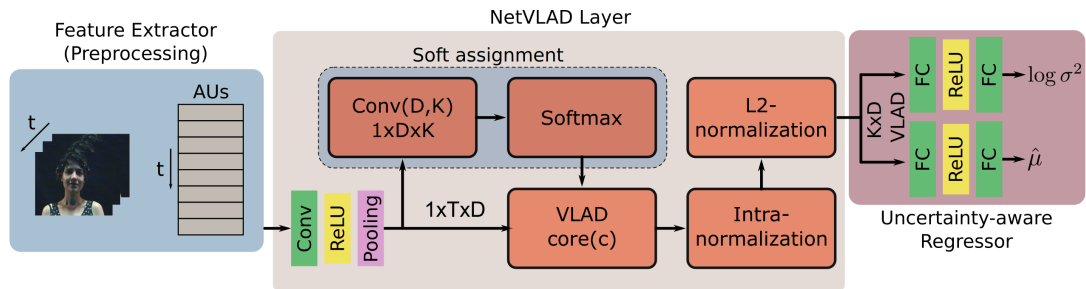 Feature Extractor
(Preprocessing)
AUs
t
t
NetVLAD Layer
Soft assignment
Conv(D,K)
1xDxK
Softmax
Conv
ReLU
Pooling
1xTxD
VLAD
core(c)
L2-
normalization
Intra-
normalization
KxD
VLAD
FC
ReLU
FC
log σ²
FC
ReLU
FC
μ̂
Uncertainty-aware
Regressor